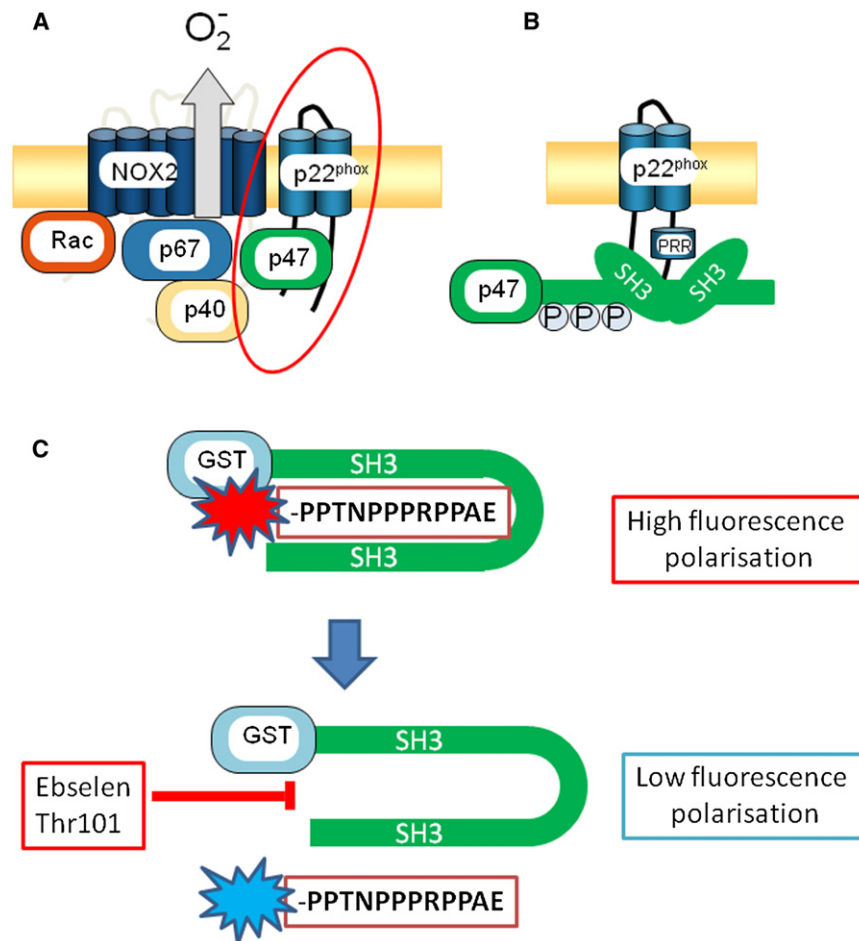 A
O₂⁻
NOX2
p22phox
Rac
p67
p47
p40
B
p22phox
PRR
SH3
SH3
p47
P P P
C
GST
SH3
-PPTNPPPRPPAE
SH3
High fluorescence
polarisation
GST
SH3
Ebselen
Thr101
SH3
Low fluorescence
polarisation
-PPTNPPPRPPAE